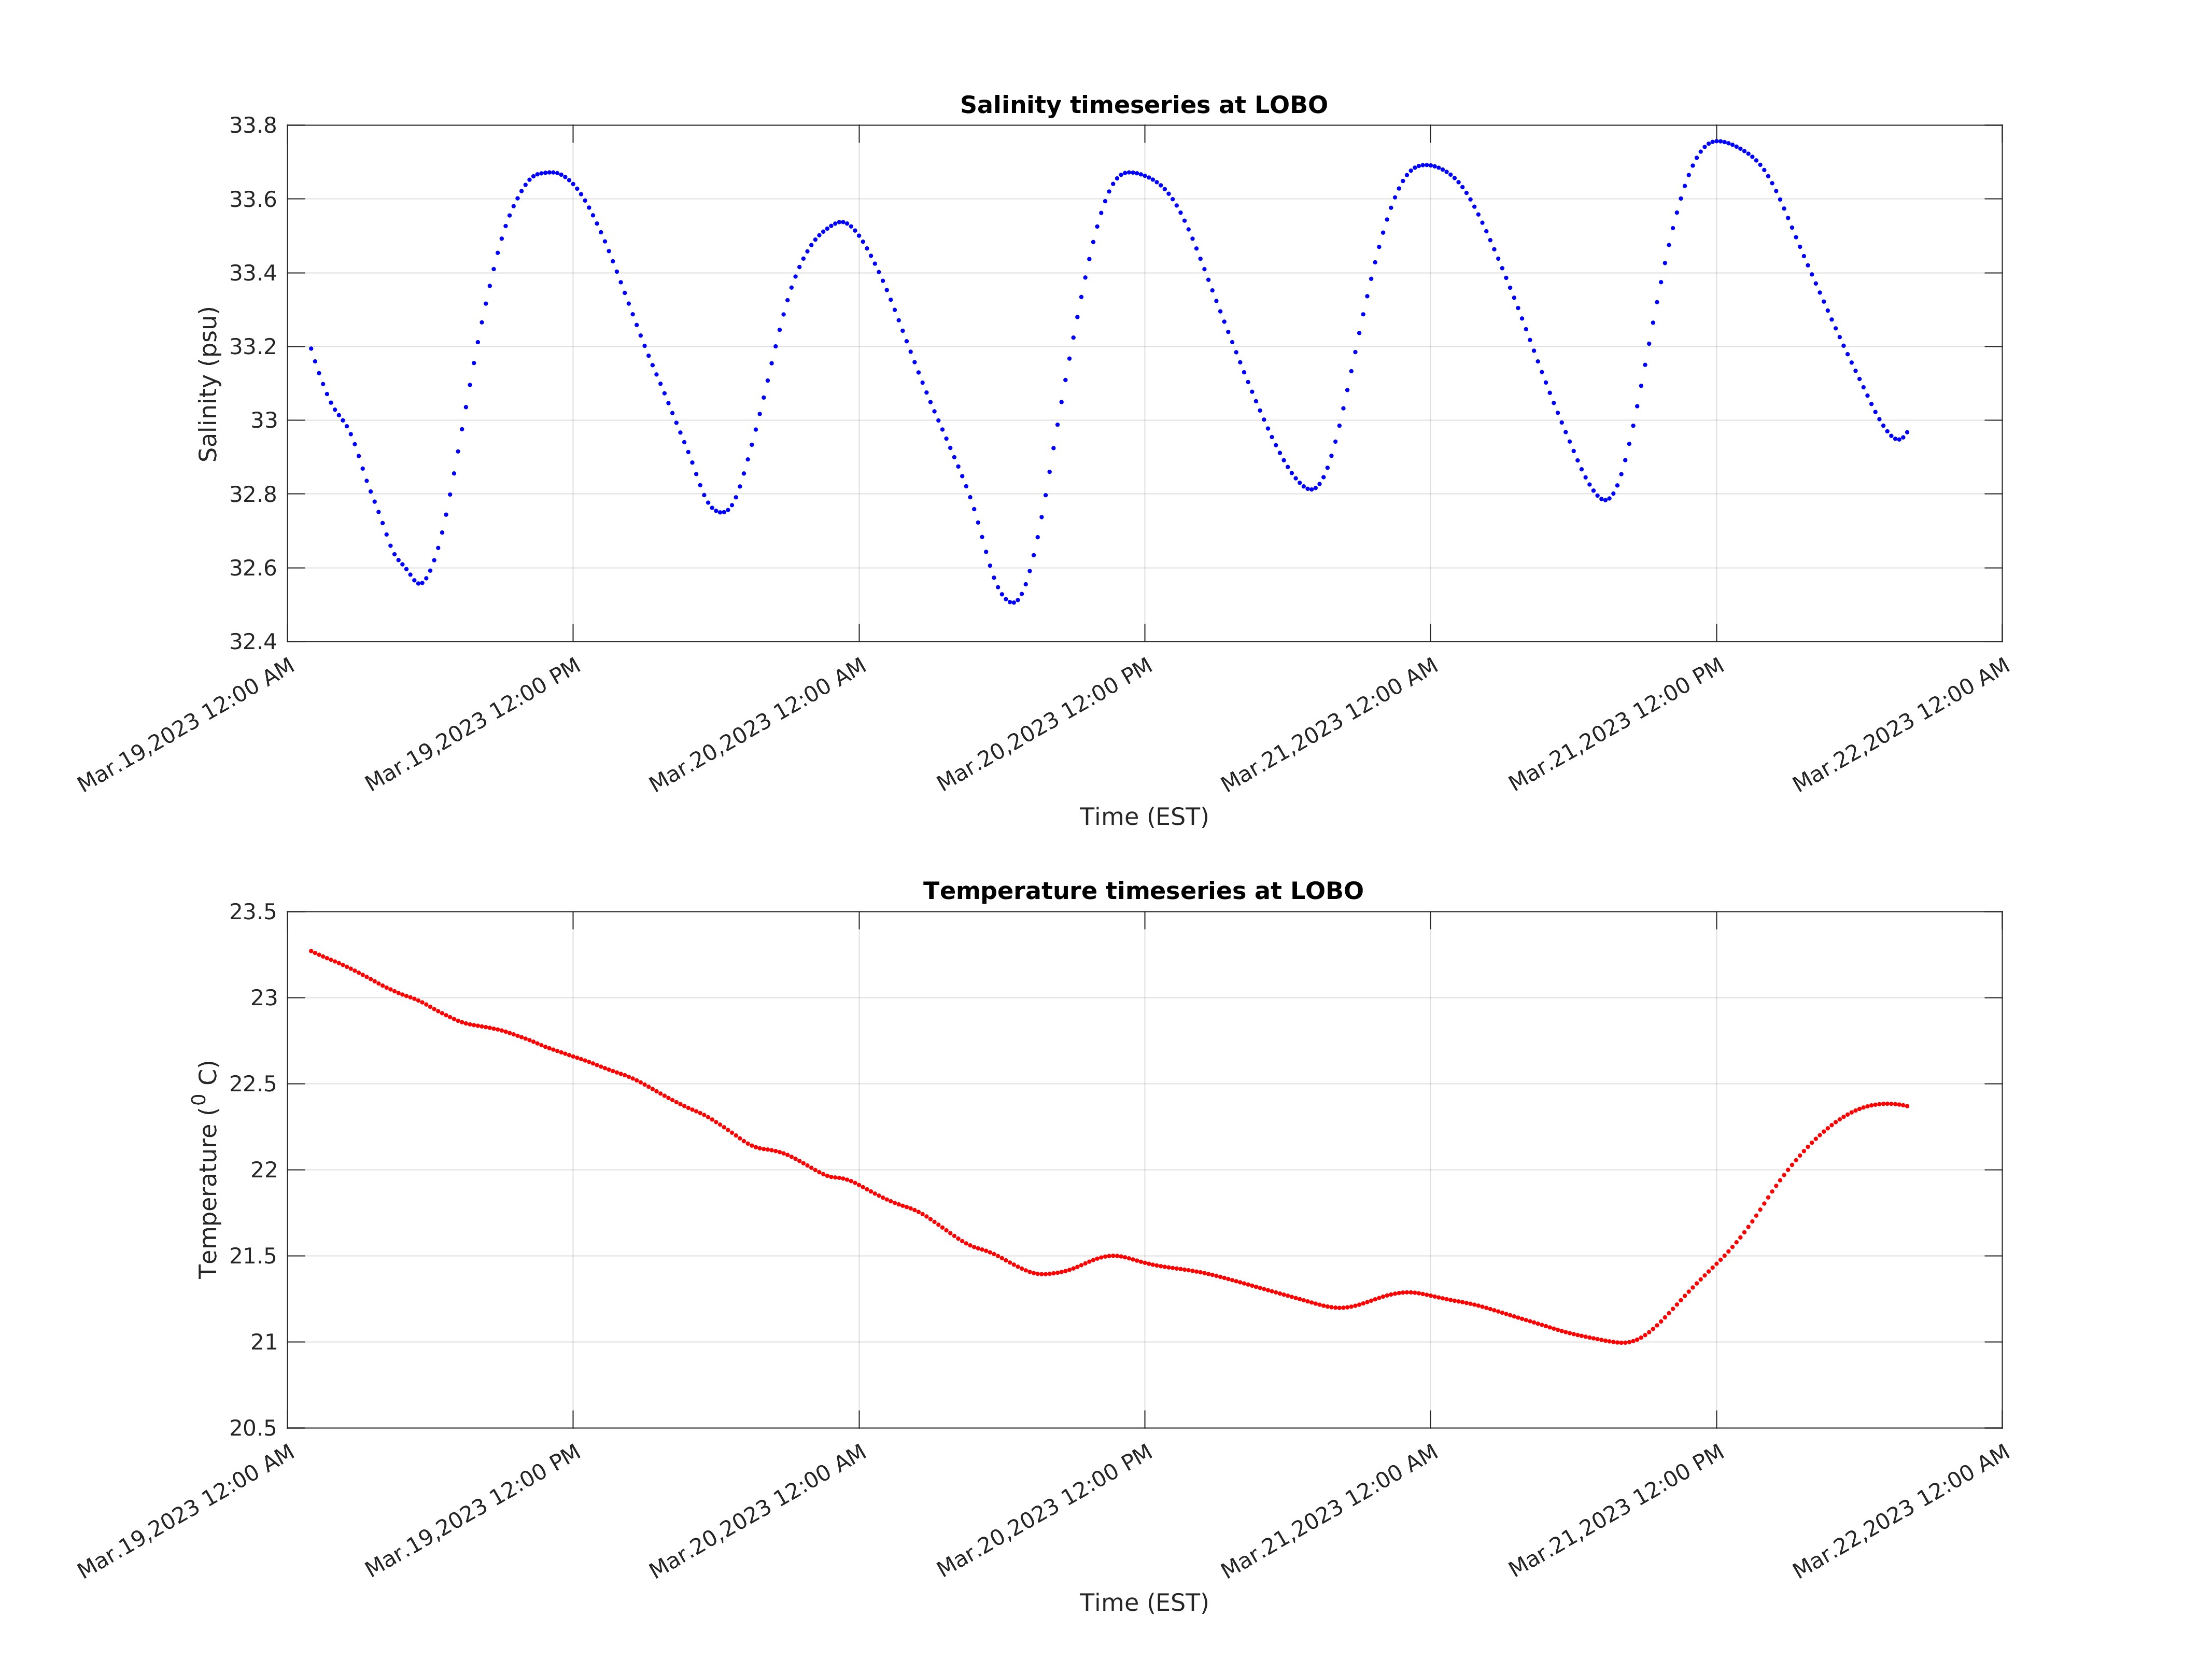 Salinity timeseries at LOBO
33.8
33.6
33.4
33.2
33
32.8
32.6
32.4
Salinity (psu)
Mar.19,2023 12:00 AM
Mar.19,2023 12:00 PM
Mar.20,2023 12:00 AM
Mar.20,2023 12:00 PM
Mar.21,2023 12:00 AM
Mar.21,2023 12:00 PM
Mar.22,2023 12:00 AM
Time (EST)
Temperature timeseries at LOBO
23.5
23
22.5
22
21.5
21
20.5
Temperature (⁰ C)
Mar.19,2023 12:00 AM
Mar.19,2023 12:00 PM
Mar.20,2023 12:00 AM
Mar.20,2023 12:00 PM
Mar.21,2023 12:00 AM
Mar.21,2023 12:00 PM
Mar.22,2023 12:00 AM
Time (EST)